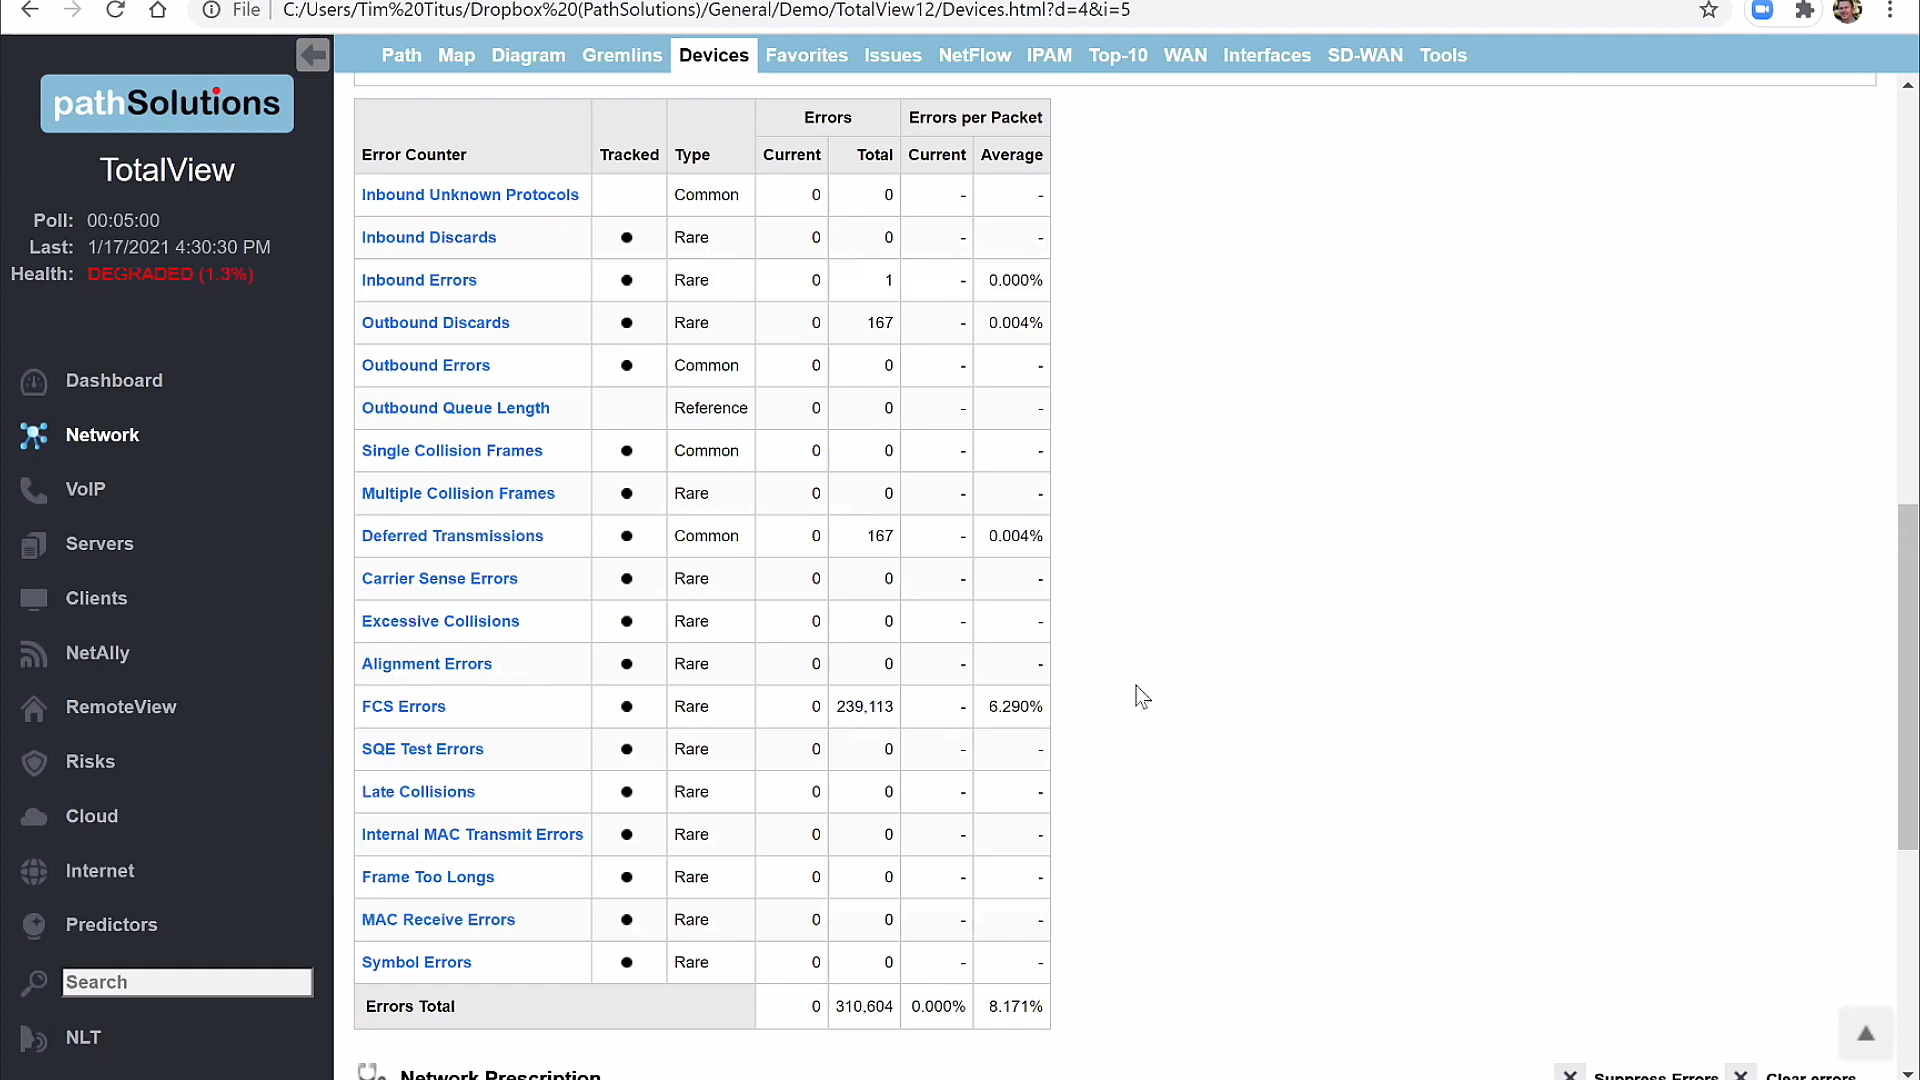 File C:/Users/Tim%20Titus/Dropbox%20(PathSolutions)/General/Demo/TotalView12/Devices.html?d=4&i=5
Path Map Diagram Gremlins Devices Favorites Issues NetFlow IPAM Top-10 WAN Interfaces SD-WAN Tools
pathSolutions
TotalView
Poll: 00:05:00
Last: 1/17/2021 4:30:30 PM
Health: DEGRADED (1.3%)
Dashboard
Network
VoIP
Servers
Clients
NetAlly
RemoteView
Risks
Cloud
Internet
Predictors
Search
NLT
Errors Errors per Packet
Error Counter Tracked Type Current Total Current Average
Inbound Unknown Protocols Common 0 0 - -
Inbound Discards ● Rare 0 0 - -
Inbound Errors ● Rare 0 1 - 0.000%
Outbound Discards ● Rare 0 167 - 0.004%
Outbound Errors ● Common 0 0 - -
Outbound Queue Length Reference 0 0 - -
Single Collision Frames ● Common 0 0 - -
Multiple Collision Frames ● Rare 0 0 - -
Deferred Transmissions ● Common 0 167 - 0.004%
Carrier Sense Errors ● Rare 0 0 - -
Excessive Collisions ● Rare 0 0 - -
Alignment Errors ● Rare 0 0 - -
FCS Errors ● Rare 0 239,113 - 6.290%
SQE Test Errors ● Rare 0 0 - -
Late Collisions ● Rare 0 0 - -
Internal MAC Transmit Errors ● Rare 0 0 - -
Frame Too Longs ● Rare 0 0 - -
MAC Receive Errors ● Rare 0 0 - -
Symbol Errors ● Rare 0 0 - -
Errors Total 0 310,604 0.000% 8.171%
Network Prescription Suppress Errors Clear errors